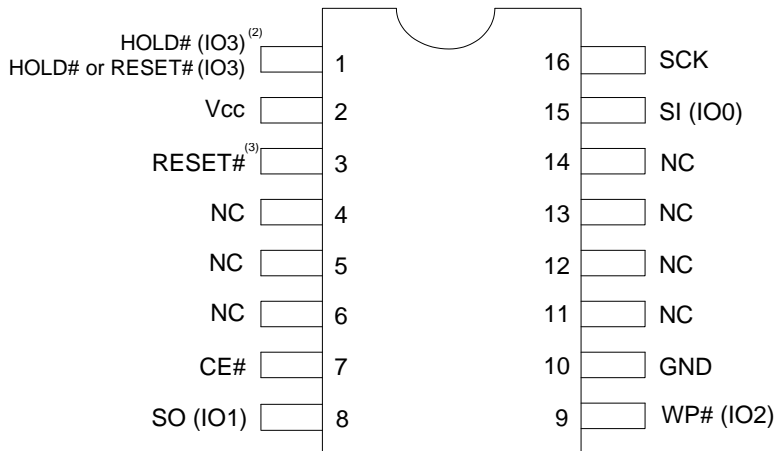 HOLD# (IO3) (2)
HOLD# or RESET# (IO3)
1
16
SCK
Vcc
2
15
SI (IO0)
RESET# (3)
3
14
NC
NC
4
13
NC
NC
5
12
NC
NC
6
11
NC
CE#
7
10
GND
SO (IO1)
8
9
WP# (IO2)